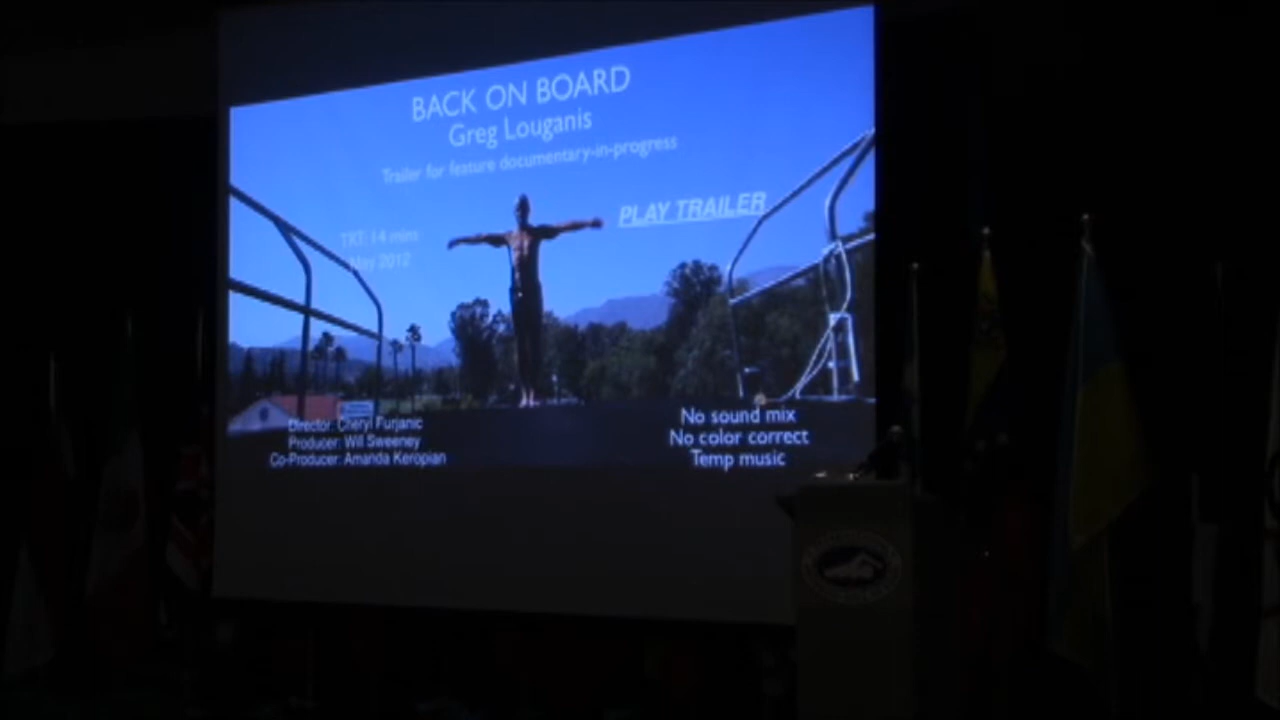 BACK ON BOARD
Greg Louganis
Trailer for feature documentary-in-progress
PLAY TRAILER
TRT: 14 mins
May 2012
Director: Cheryl Furjanic
Producer: Will Sweeney
Co-Producer: Amanda Keropian
No sound mix
No color correct
Temp music